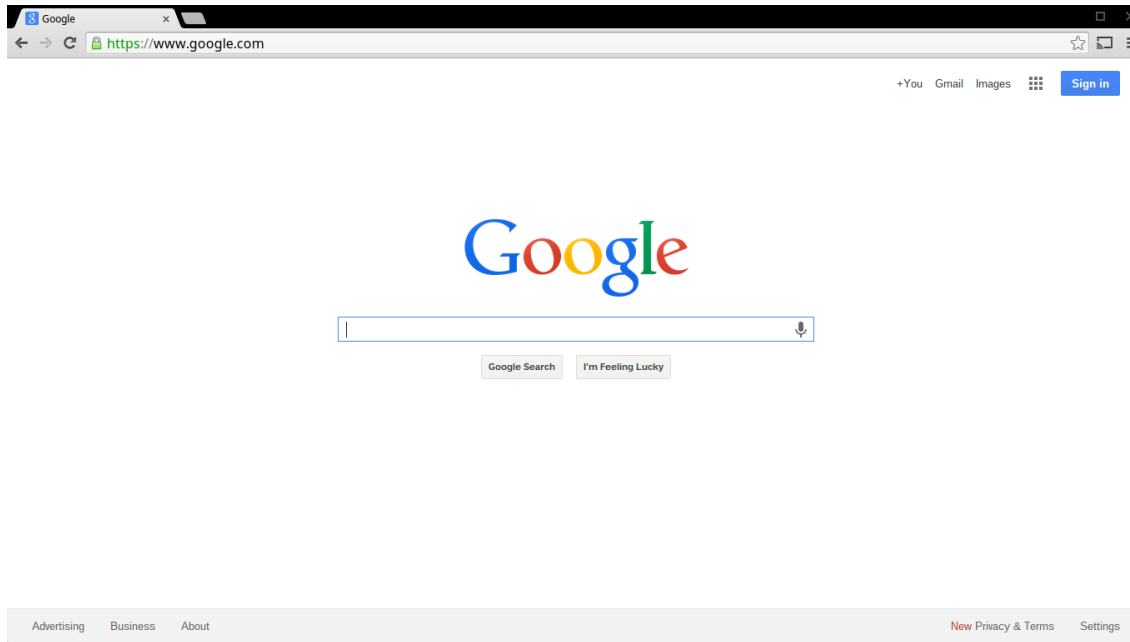 Google
https://www.google.com
+You Gmail Images Sign in
Google
Google Search I'm Feeling Lucky
Advertising Business About New Privacy & Terms Settings